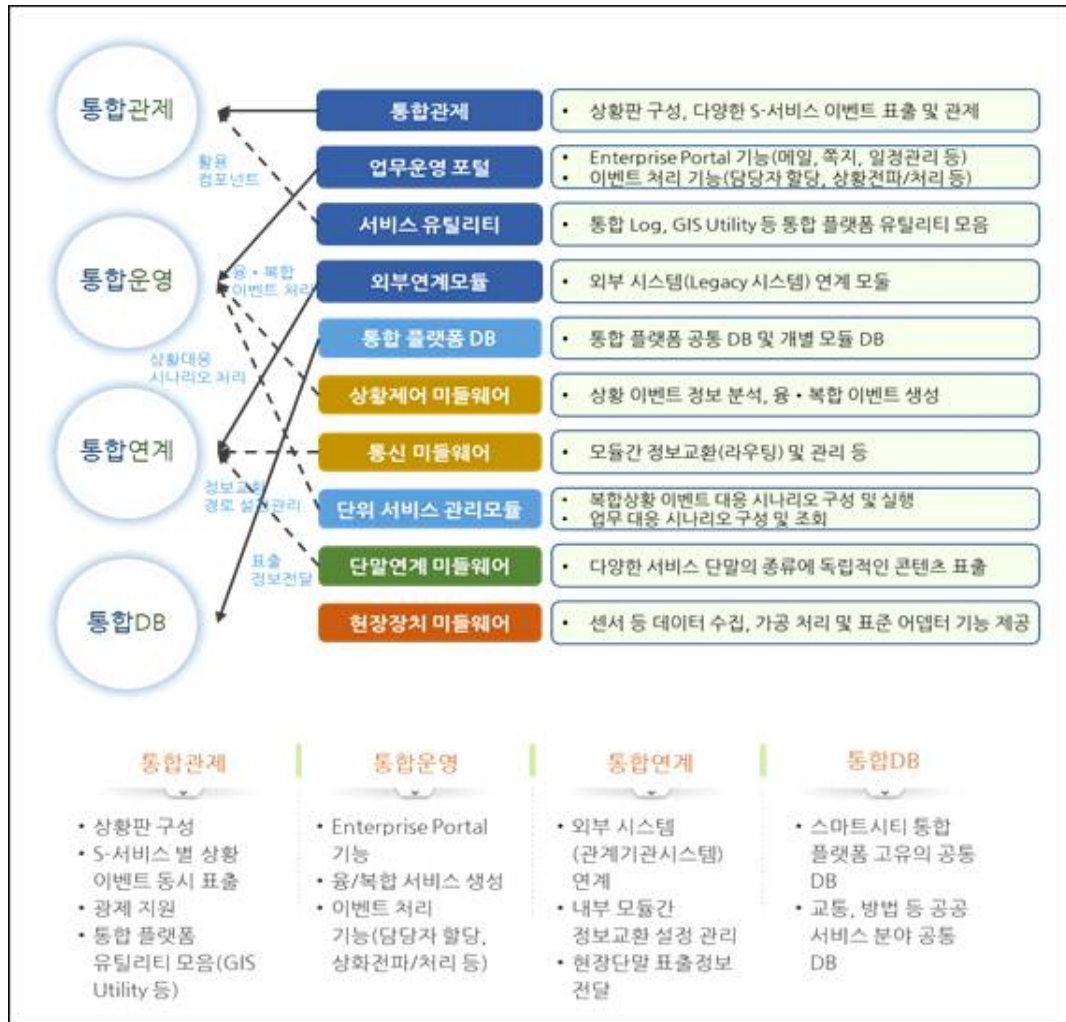 통합관제
통합관제
• 상황판 구성, 다양한 S-서비스 이벤트 표출 및 관제
활용
컴포넌트
업무운영 포털
• Enterprise Portal 기능(메일, 쪽지, 일정관리 등)
• 이벤트 처리 기능(담당자 할당, 상황전파/처리 등)
서비스 유틸리티
• 통합 Log, GIS Utility 등 통합 플랫폼 유틸리티 모음
통합운영
융·복합
이벤트 처리
외부연계모듈
• 외부 시스템(Legacy 시스템) 연계 모듈
통합 플랫폼 DB
• 통합 플랫폼 공통 DB 및 개별 모듈 DB
상황대응
시나리오 처리
상황제어 미들웨어
• 상황 이벤트 정보 분석, 융·복합 이벤트 생성
통합연계
통신 미들웨어
• 모듈간 정보교환(라우팅) 및 관리 등
정보교환
경로 설정관리
단위 서비스 관리모듈
• 복합상황 이벤트 대응 시나리오 구성 및 실행
• 업무 대응 시나리오 구성 및 조회
표출
정보전달
단말연계 미들웨어
• 다양한 서비스 단말의 종류에 독립적인 콘텐츠 표출
통합DB
현장장치 미들웨어
• 센서 등 데이터 수집, 가공 처리 및 표준 어뎁터 기능 제공
통합관제
• 상황판 구성
• S-서비스 별 상황
이벤트 동시 표출
• 광제 지원
• 통합 플랫폼
유틸리티 모음(GIS
Utility 등)
통합운영
• Enterprise Portal
기능
• 융/복합 서비스 생성
• 이벤트 처리
기능(담당자 할당,
상화전파/처리 등)
통합연계
• 외부 시스템
(관계기관시스템)
연계
• 내부 모듈간
정보교환 설정 관리
• 현장단말 표출정보
전달
통합DB
• 스마트시티 통합
플랫폼 고유의 공통
DB
• 교통, 방법 등 공공
서비스 분야 공통
DB